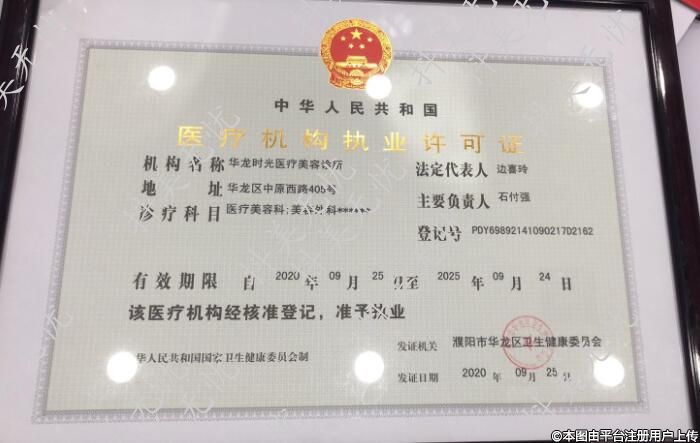 中华人民共和国
医疗机构执业许可证
机构名称 华龙时光医疗美容诊所
法定代表人 边喜玲
地址 华龙区中原西路405号
主要负责人 石付强
诊疗科目 医疗美容科;美容外科******
登记号 PDY69892141090217D2162
有效期限 自 2020 年 09 月 25 日至 2025 年 09 月 24 日
该医疗机构经核准登记，准予执业
发证机关 濮阳市华龙区卫生健康委员会
华人民共和国国家卫生健康委员会制
发证日期 2020 年 09 月 25 日
©本图由平台注册用户上传